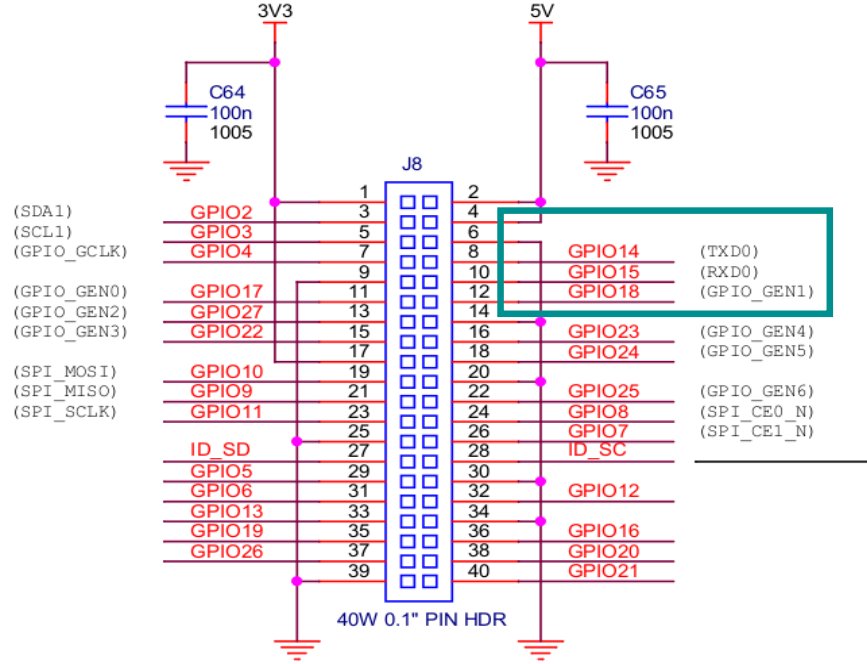 3V3 5V
C64 C65
100n 100n
1005 1005
J8
1 2
(SDA1) GPIO2 3 4
(SCL1) GPIO3 5 6
(GPIO_GCLK) GPIO4 7 8 GPIO14 (TXD0)
9 10 GPIO15 (RXD0)
(GPIO_GEN0) GPIO17 11 12 GPIO18 (GPIO_GEN1)
(GPIO_GEN2) GPIO27 13 14
(GPIO_GEN3) GPIO22 15 16 GPIO23 (GPIO_GEN4)
17 18 GPIO24 (GPIO_GEN5)
(SPI_MOSI) GPIO10 19 20
(SPI_MISO) GPIO9 21 22 GPIO25 (GPIO_GEN6)
(SPI_SCLK) GPIO11 23 24 GPIO8 (SPI_CE0_N)
25 26 GPIO7 (SPI_CE1_N)
ID_SD 27 28 ID_SC
GPIO5 29 30
GPIO6 31 32 GPIO12
GPIO13 33 34
GPIO19 35 36 GPIO16
GPIO26 37 38 GPIO20
39 40 GPIO21
40W 0.1" PIN HDR